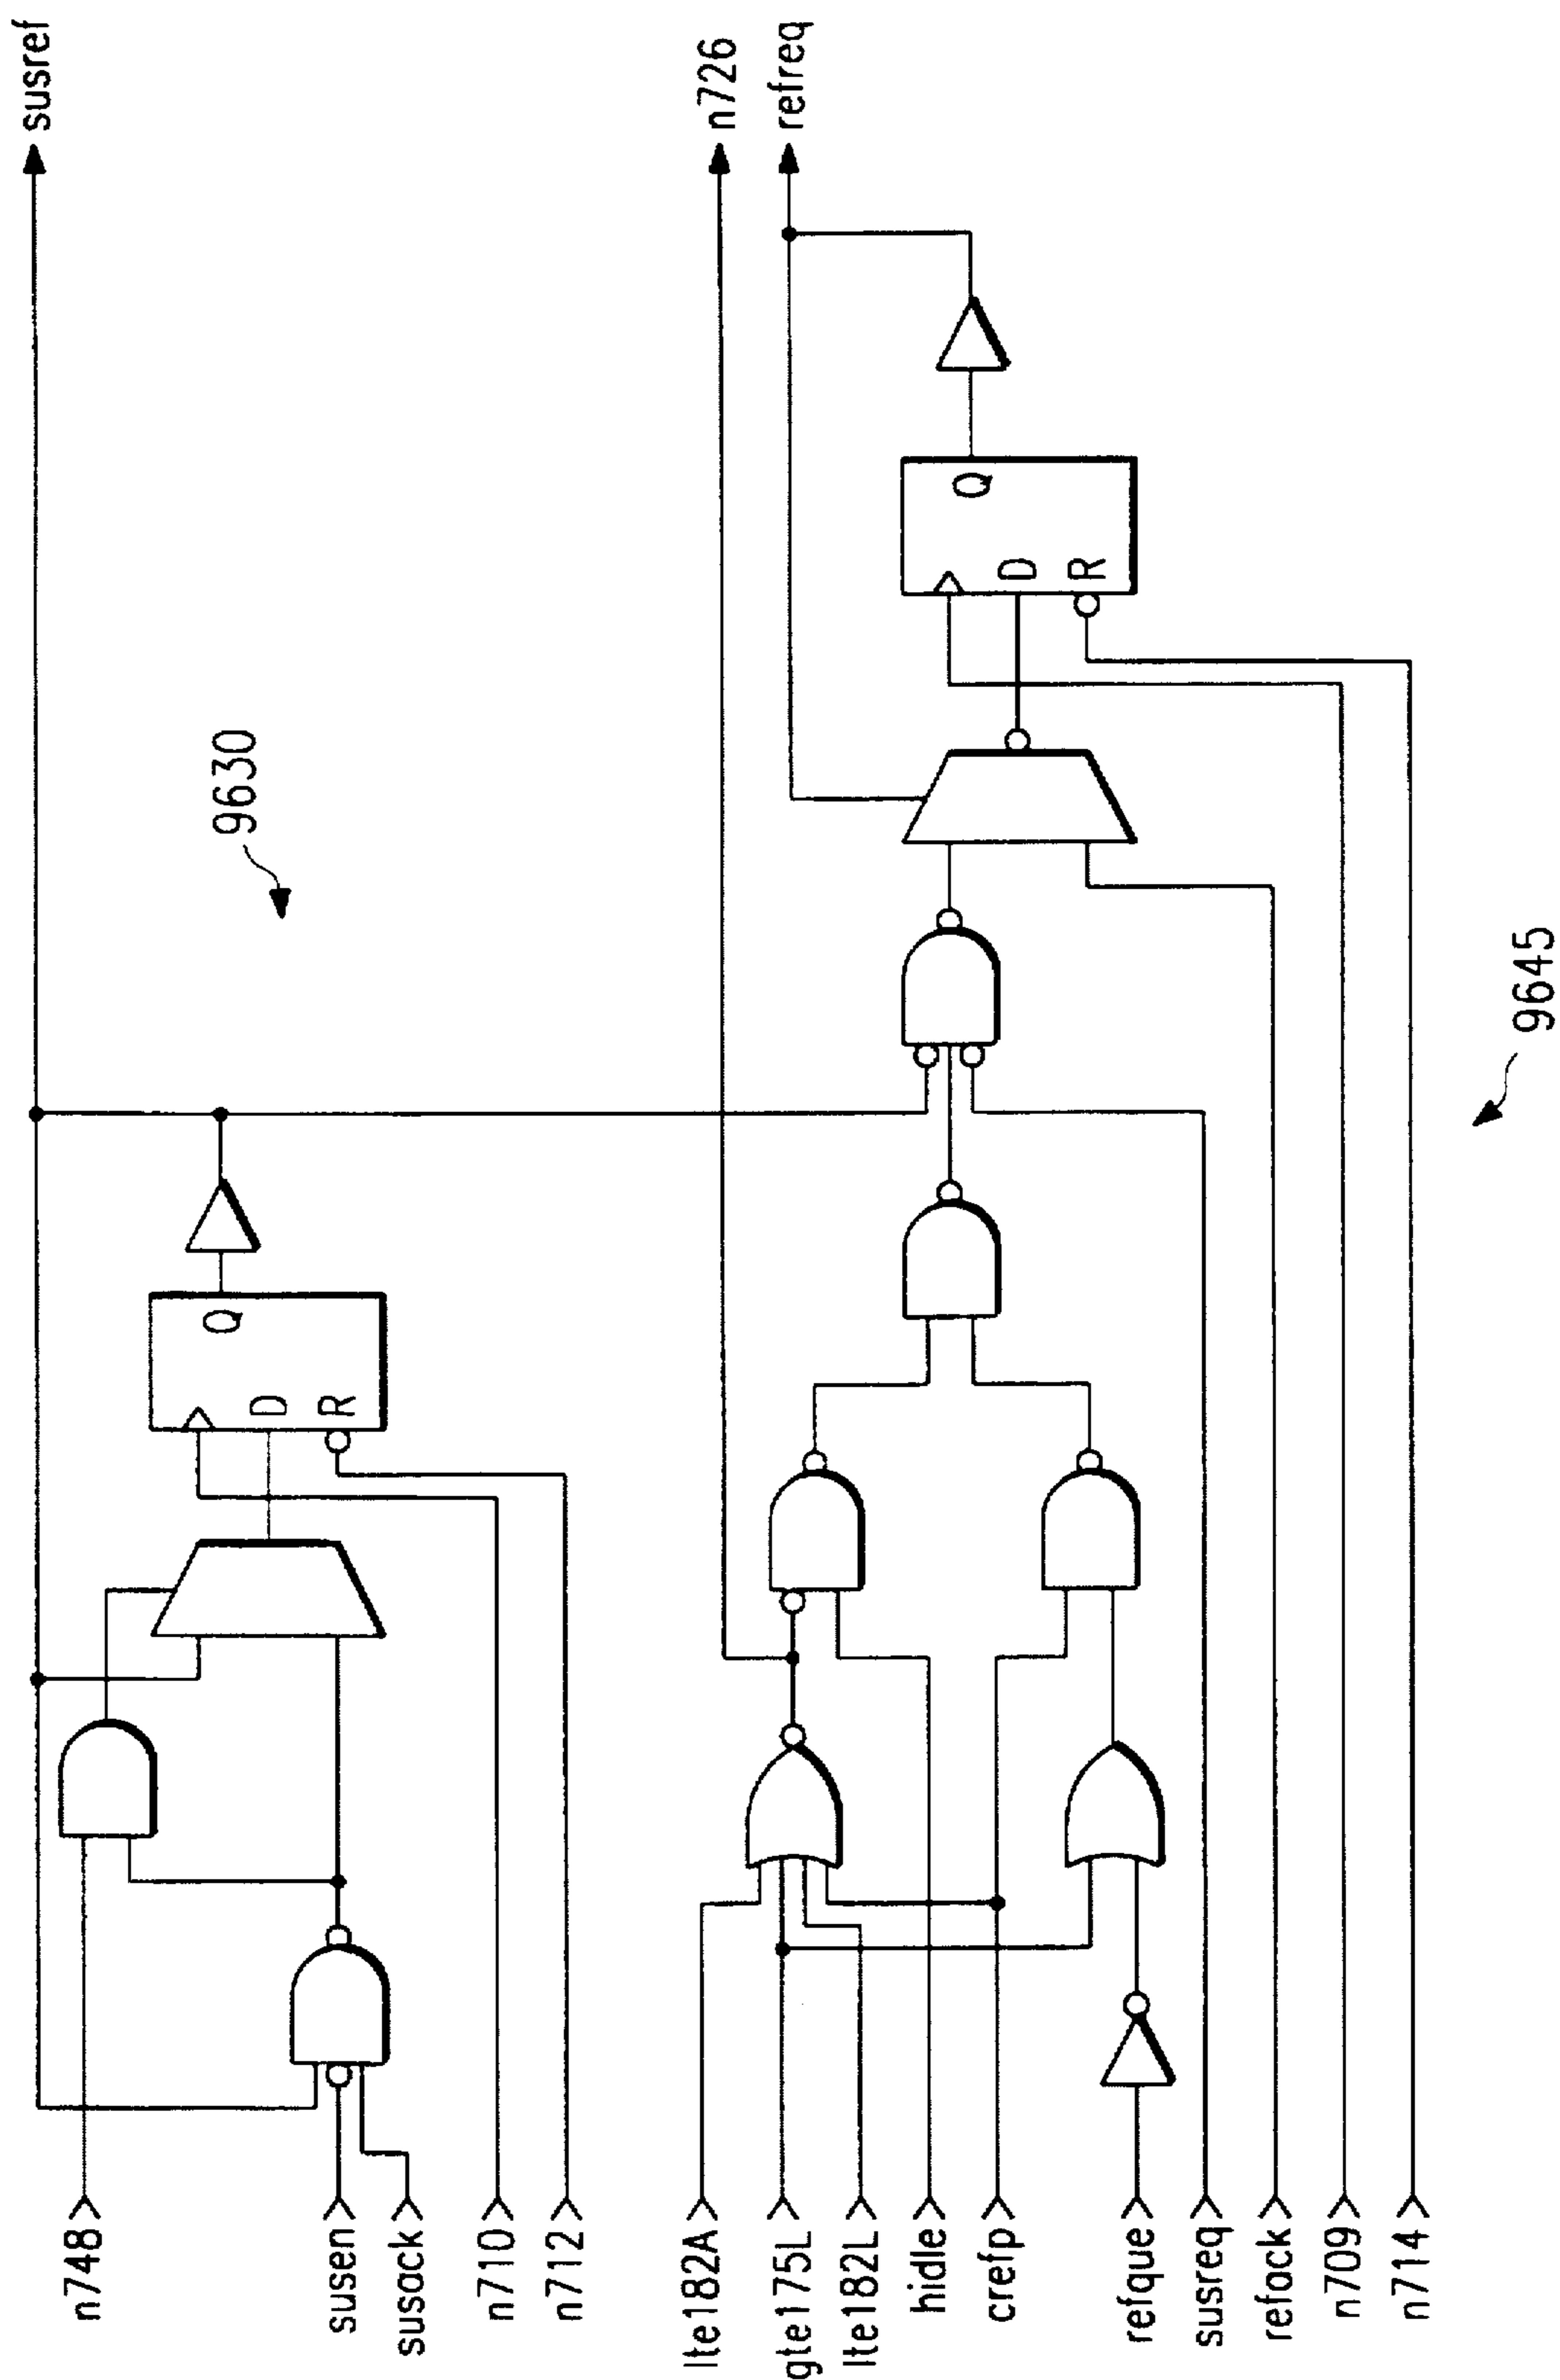 n748
susen
susack
n710
n712
lte182A
gte175L
lte182L
hidle
crefp
refque
susreq
refack
n709
n714
D
Q
R
D
Q
R
9630
9645
susref
n726
refreq